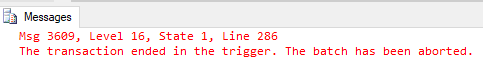 Messages
Msg 3609, Level 16, State 1, Line 286
The transaction ended in the trigger. The batch has been aborted.